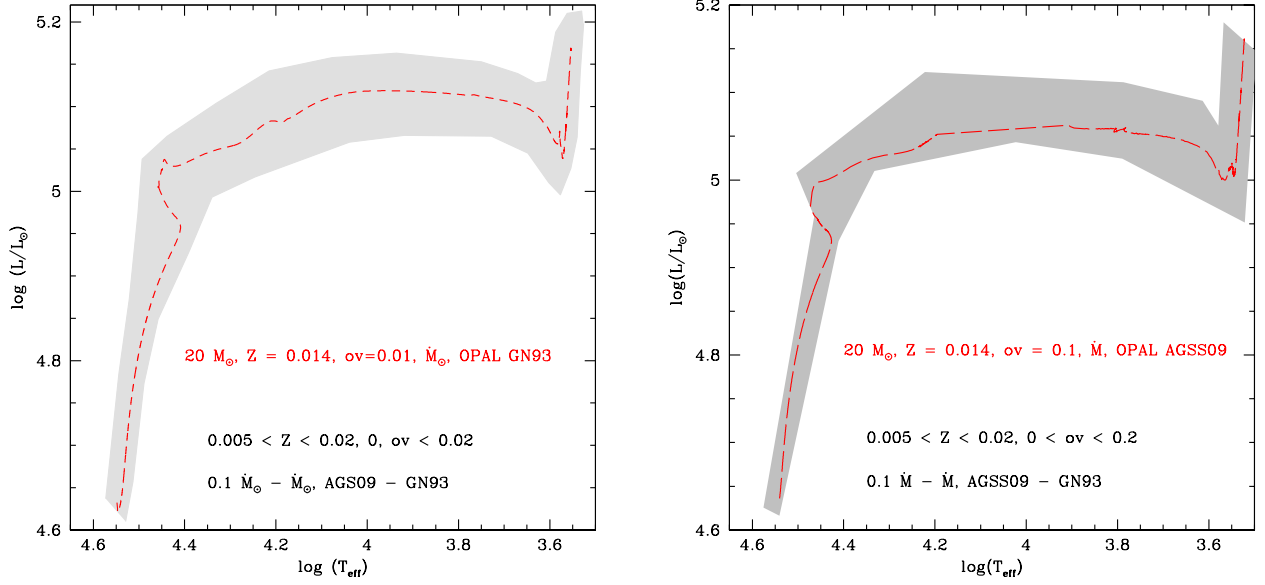 5.2
5
4.8
4.6
log (L/L☉)
20 M☉, Z = 0.014, ov=0.01, Ṁ☉, OPAL GN93
0.005 < Z < 0.02, 0, ov < 0.02
0.1 Ṁ☉ − Ṁ☉, AGS09 − GN93
4.6 4.4 4.2 4 3.8 3.6
log (Teff)
5.2
5
4.8
4.6
log(L/L☉)
20 M☉, Z = 0.014, ov = 0.1, Ṁ, OPAL AGSS09
0.005 < Z < 0.02, 0 < ov < 0.2
0.1 Ṁ − Ṁ, AGSS09 − GN93
4.6 4.4 4.2 4 3.8 3.6
log(Teff)